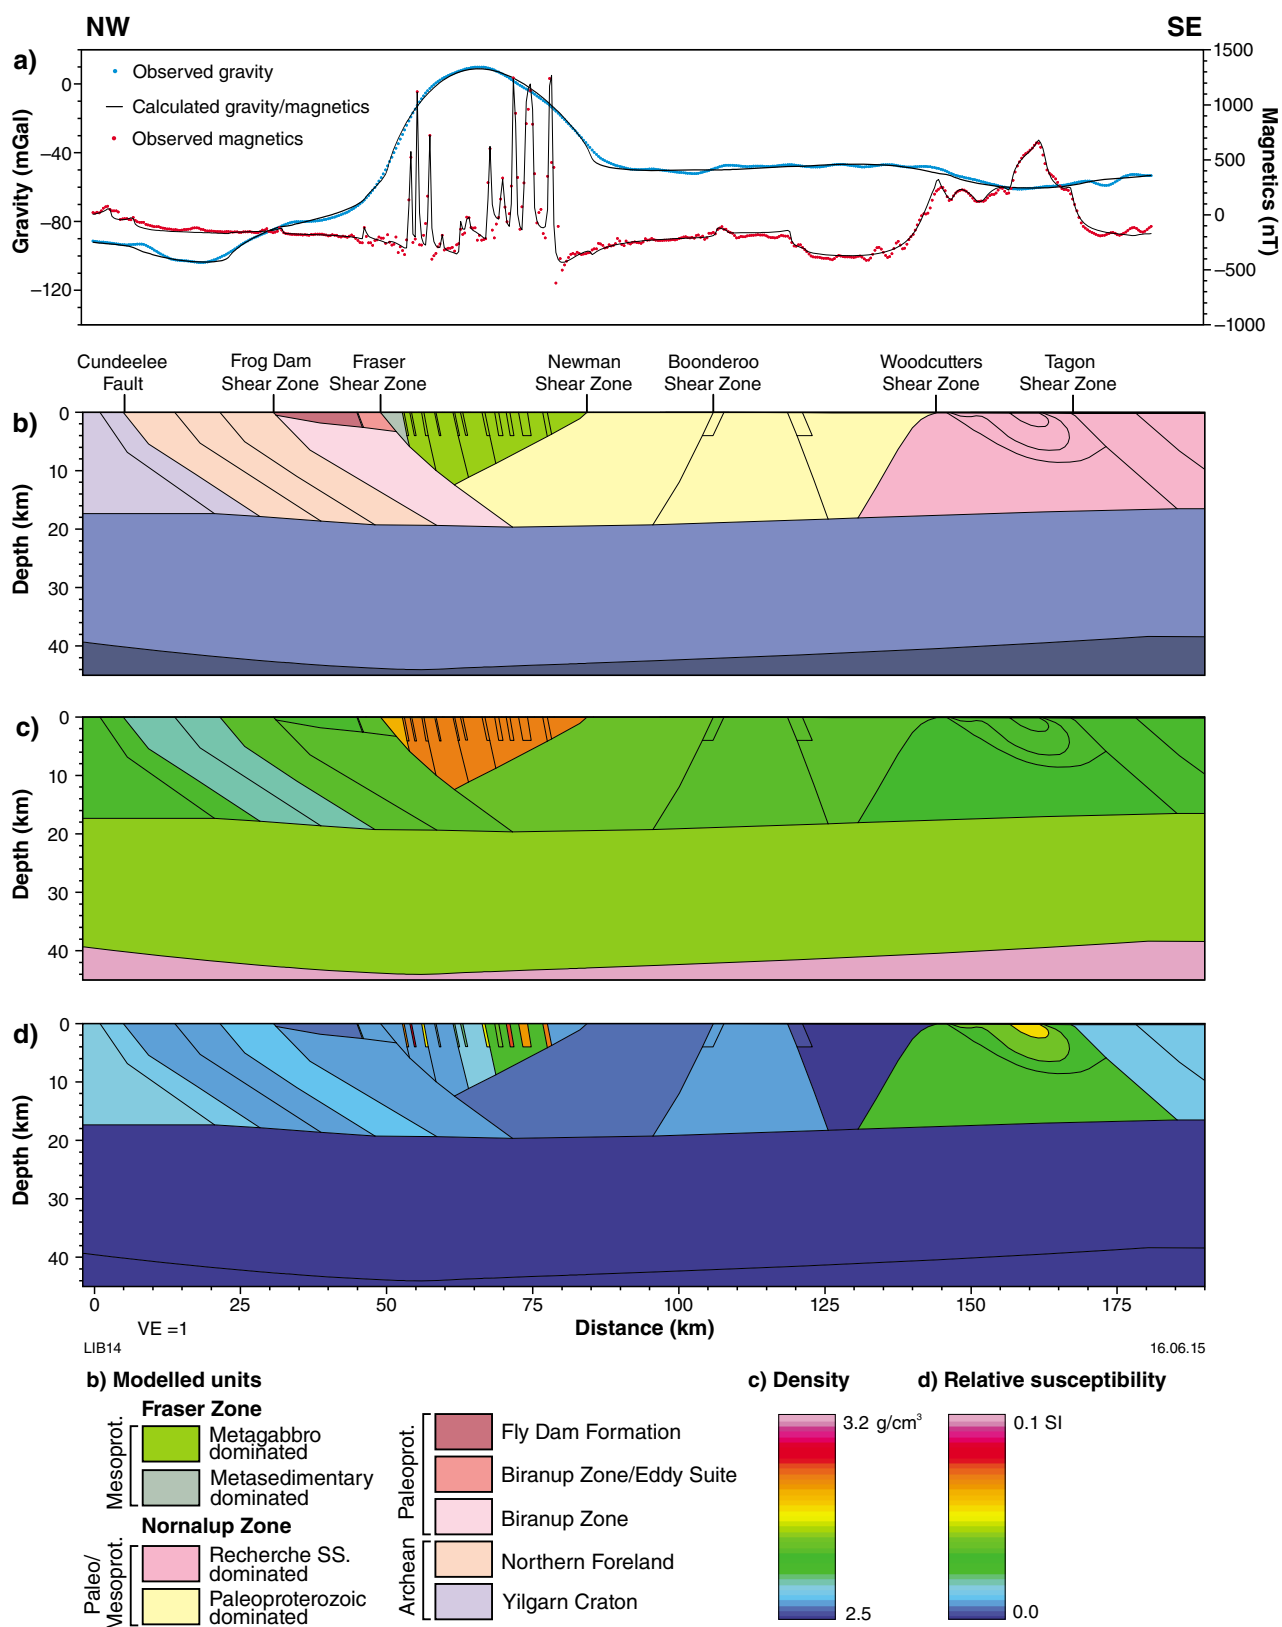 NW
SE
a)
Observed gravity
Calculated gravity/magnetics
Observed magnetics
Gravity (mGal)
0
−40
−80
−120
1500
1000
500
0
−500
−1000
Magnetics (nT)
Cundeelee Fault
Frog Dam Shear Zone
Fraser Shear Zone
Newman Shear Zone
Boonderoo Shear Zone
Woodcutters Shear Zone
Tagon Shear Zone
b)
Depth (km)
0
10
20
30
40
c)
Depth (km)
0
10
20
30
40
d)
Depth (km)
0
10
20
30
40
0
25
50
75
100
125
150
175
VE =1
Distance (km)
LIB14
16.06.15
b) Modelled units
Fraser Zone
Mesoprot.
Metagabbro dominated
Metasedimentary dominated
Nornalup Zone
Paleo/ Mesoprot.
Recherche SS. dominated
Paleoproterozoic dominated
Paleoprot.
Fly Dam Formation
Biranup Zone/Eddy Suite
Biranup Zone
Archean
Northern Foreland
Yilgarn Craton
c) Density
3.2 g/cm³
2.5
d) Relative susceptibility
0.1 SI
0.0